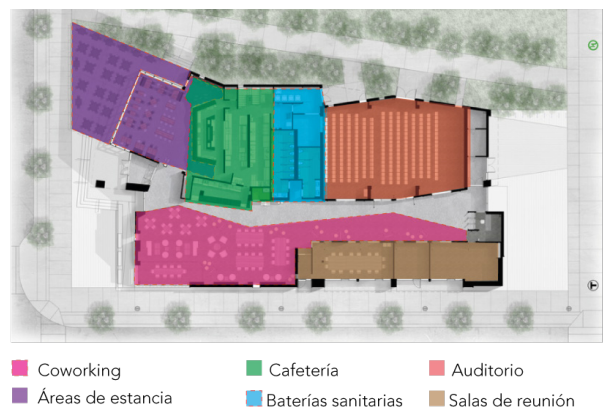 Coworking
Cafetería
Auditorio
Áreas de estancia
Baterías sanitarias
Salas de reunión